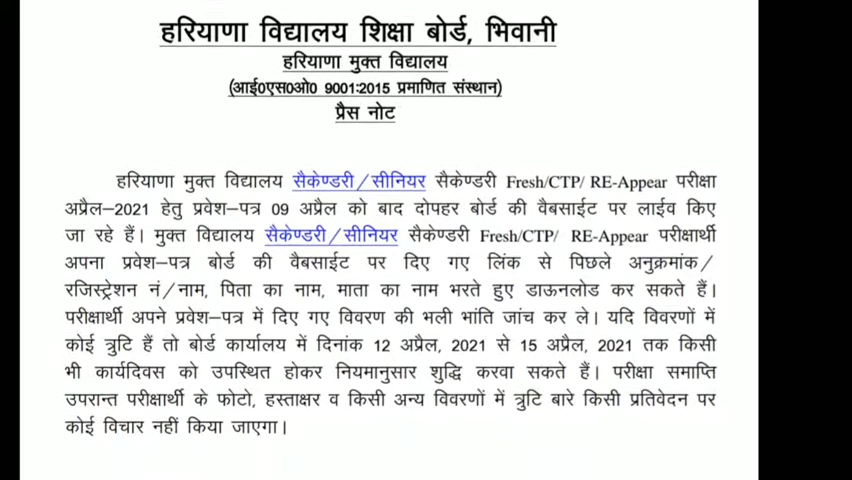 हरियाणा विद्यालय शिक्षा बोर्ड, भिवानी
हरियाणा मुक्त विद्यालय
(आई0एस0ओ0 9001:2015 प्रमाणित संस्थान)
प्रैस नोट
हरियाणा मुक्त विद्यालय सैकेण्डरी/सीनियर सैकेण्डरी Fresh/CTP/ RE-Appear परीक्षा
अप्रैल–2021 हेतु प्रवेश–पत्र 09 अप्रैल को बाद दोपहर बोर्ड की वैबसाईट पर लाईव किए
जा रहे हैं। मुक्त विद्यालय सैकेण्डरी/सीनियर सैकेण्डरी Fresh/CTP/ RE-Appear परीक्षार्थी
अपना प्रवेश–पत्र बोर्ड की वैबसाईट पर दिए गए लिंक से पिछले अनुक्रमांक/
रजिस्ट्रेशन नं/नाम, पिता का नाम, माता का नाम भरते हुए डाऊनलोड कर सकते हैं।
परीक्षार्थी अपने प्रवेश–पत्र में दिए गए विवरण की भली भांति जांच कर ले। यदि विवरणों में
कोई त्रुटि हैं तो बोर्ड कार्यालय में दिनांक 12 अप्रैल, 2021 से 15 अप्रैल, 2021 तक किसी
भी कार्यदिवस को उपस्थित होकर नियमानुसार शुद्धि करवा सकते हैं। परीक्षा समाप्ति
उपरान्त परीक्षार्थी के फोटो, हस्ताक्षर व किसी अन्य विवरणों में त्रुटि बारे किसी प्रतिवेदन पर
कोई विचार नहीं किया जाएगा।